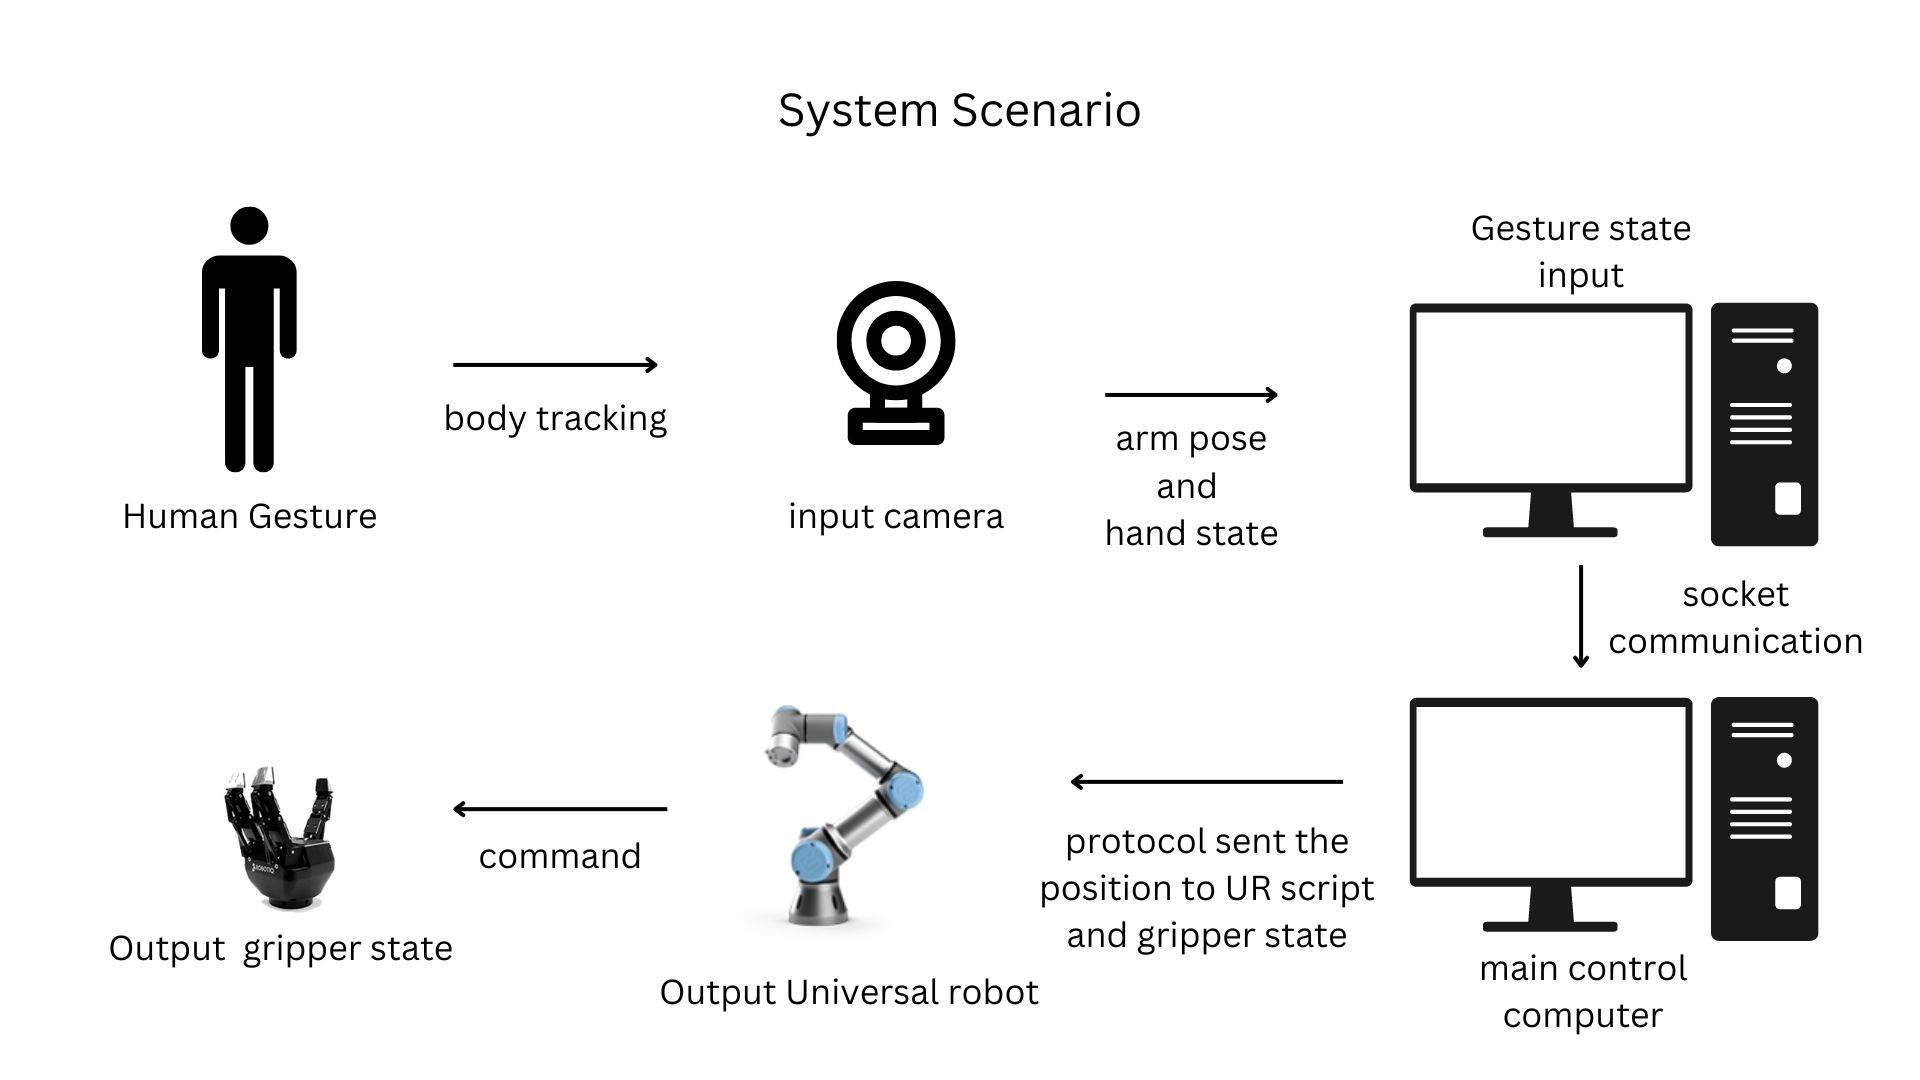 System Scenario
Gesture state
input
body tracking
arm pose
and
hand state
Human Gesture
input camera
socket
communication
ROBOTIQ
command
protocol sent the
position to UR script
and gripper state
Output gripper state
Output Universal robot
main control
computer